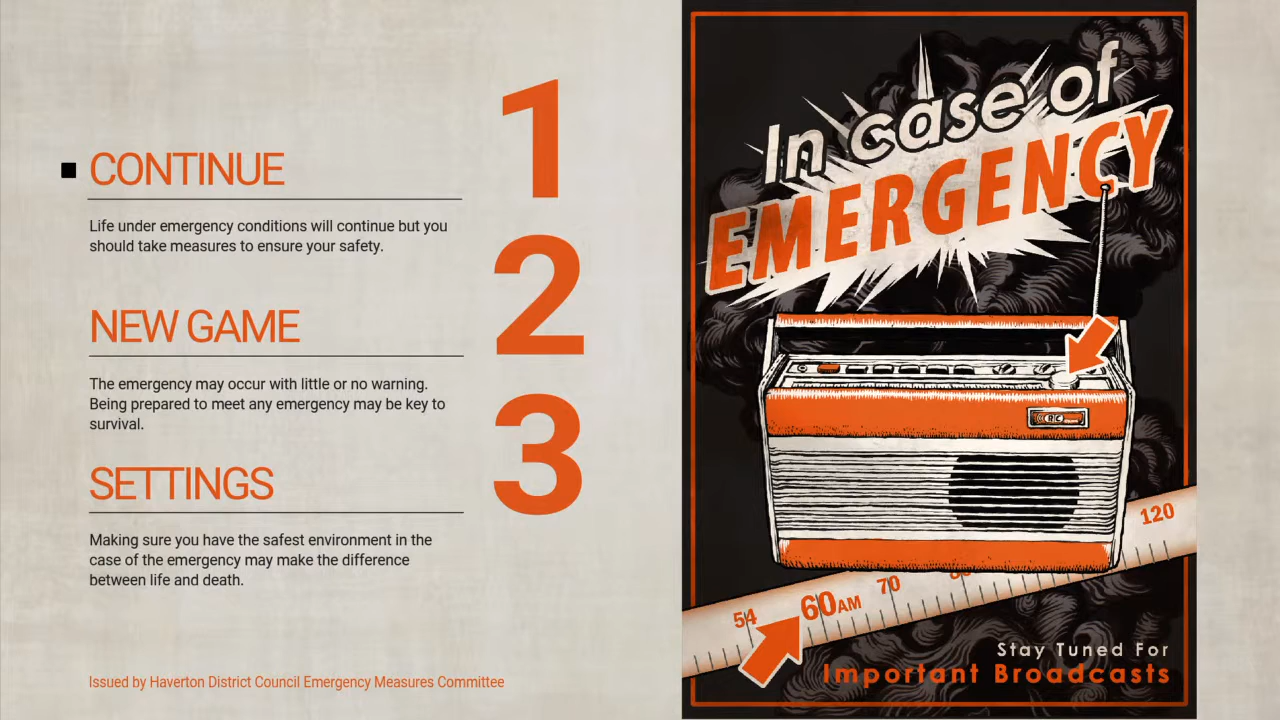 1
CONTINUE
Life under emergency conditions will continue but you
should take measures to ensure your safety.
2
NEW GAME
The emergency may occur with little or no warning.
Being prepared to meet any emergency may be key to
survival.
3
SETTINGS
Making sure you have the safest environment in the
case of the emergency may make the difference
between life and death.
Issued by Haverton District Council Emergency Measures Committee
In case of
EMERGENCY
54 60AM 70 120
Stay Tuned For
Important Broadcasts